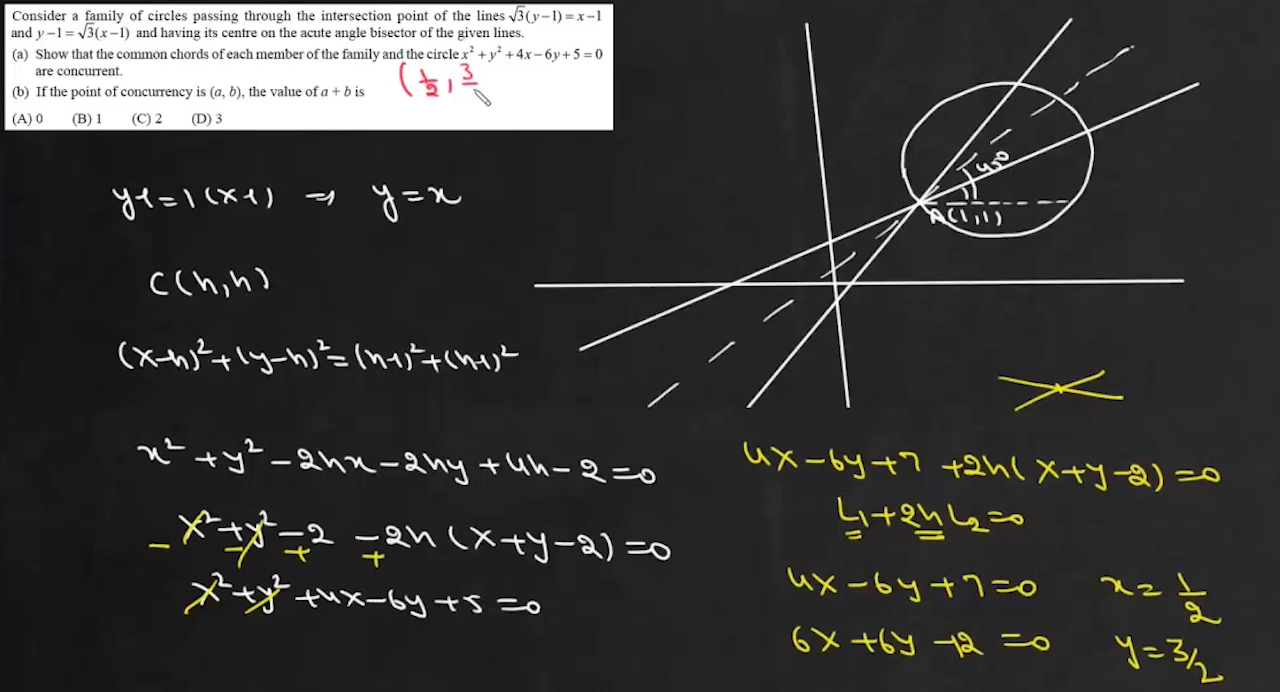 Consider a family of circles passing through the intersection point of the lines √3(y−1) = x−1
and y−1 = √3(x−1) and having its centre on the acute angle bisector of the given lines.
(a) Show that the common chords of each member of the family and the circle x² + y² + 4x − 6y + 5 = 0
are concurrent.
(b) If the point of concurrency is (a, b), the value of a + b is
(A) 0 (B) 1 (C) 2 (D) 3
(1/2, 3
45°
A(1,1)
y-1=1(x-1) ⇒ y=x
C(h,h)
(x-h)²+(y-h)²=(h-1)²+(h-1)²
x²+y²-2hx-2hy+4h-2=0
x²+y²-2 -2h(x+y-2)=0
- - + +
x²+y²+4x-6y+5=0
4x-6y+7+2h(x+y-2)=0
L₁+2hL₂=0
4x-6y+7=0 x=1/2
6x+6y-12=0 y=3/2